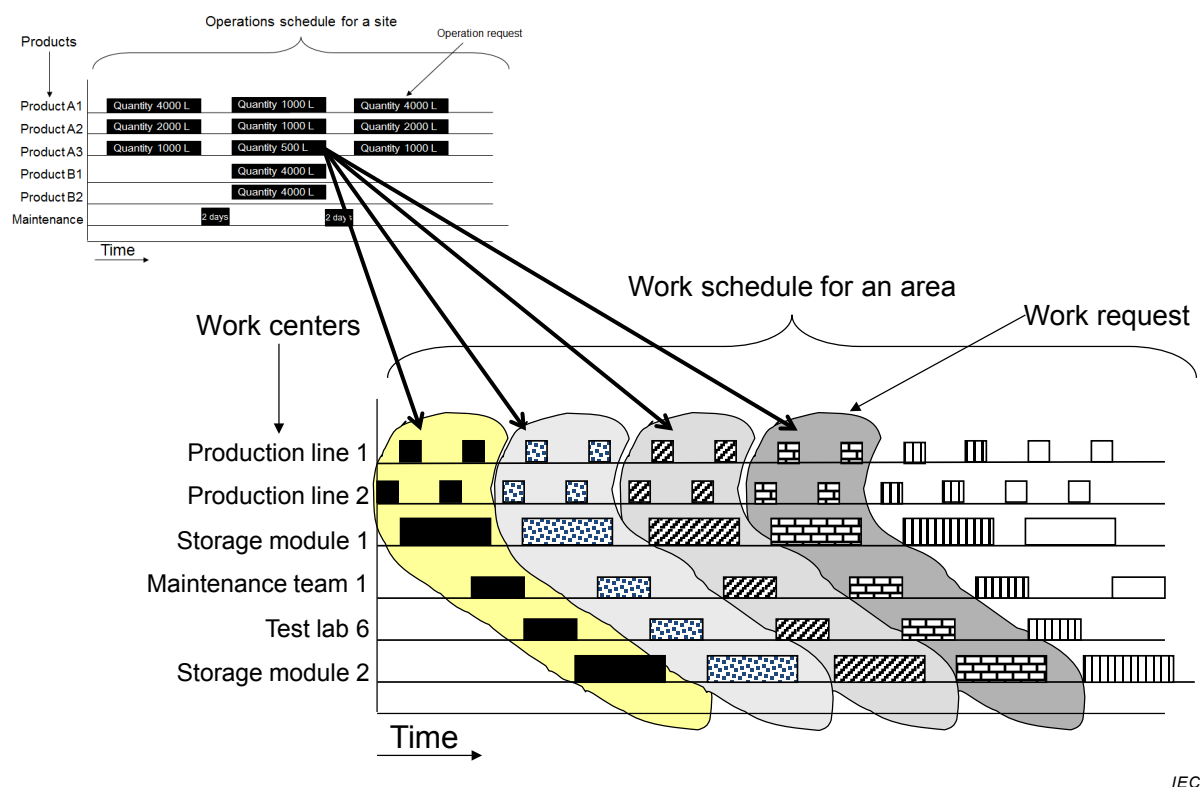 Operations schedule for a site
Products
Operation request
Product A1
Quantity 4000 L
Quantity 1000 L
Quantity 4000 L
Product A2
Quantity 2000 L
Quantity 1000 L
Quantity 2000 L
Product A3
Quantity 1000 L
Quantity 500 L
Quantity 1000 L
Product B1
Quantity 4000 L
Product B2
Quantity 4000 L
Maintenance
2 days
2 days
Time
Work schedule for an area
Work centers
Work request
Production line 1
Production line 2
Storage module 1
Maintenance team 1
Test lab 6
Storage module 2
Time
IEC